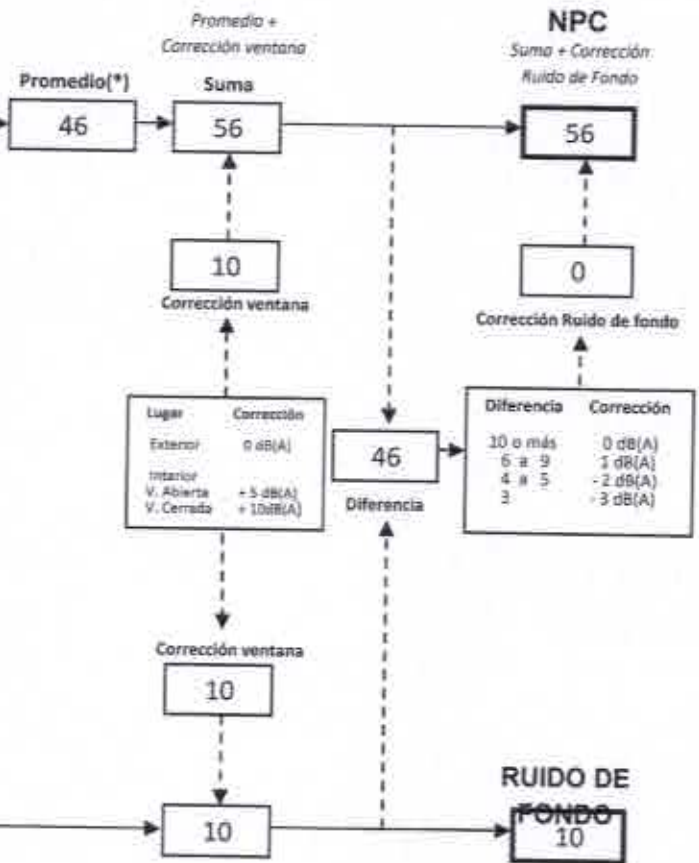 Promedio +
Corrección ventana
NPC
Suma + Corrección
Ruido de Fondo
Promedio(*)
Suma
46
56
56
10
0
Corrección ventana
Corrección Ruido de fondo
Lugar Corrección
Exterior 0 dB(A)
Interior
V. Abierta + 5 dB(A)
V. Cerrada + 10dB(A)
46
Diferencia
Diferencia Corrección
10 o más 0 dB(A)
6 a 9 1 dB(A)
4 a 5 - 2 dB(A)
3 - 3 dB(A)
Corrección ventana
10
RUIDO DE
FONDO
10
10